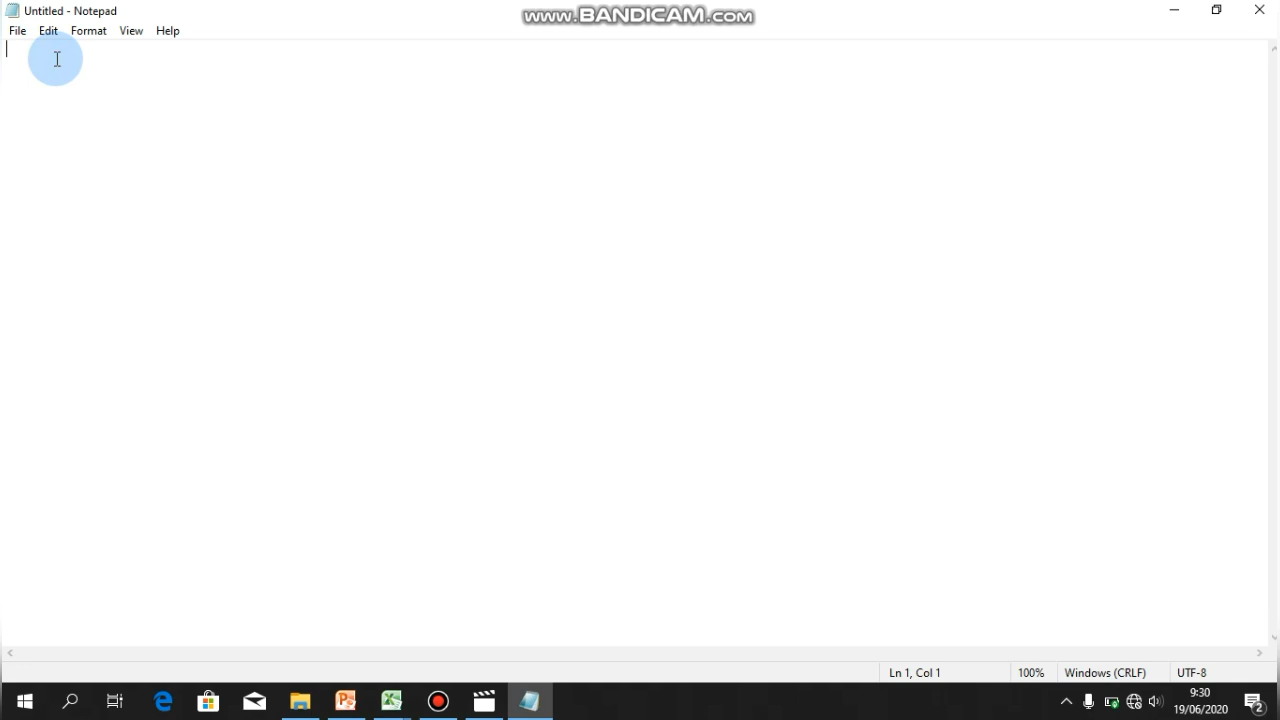 Untitled - Notepad
www.BANDICAM.com
File Edit Format View Help
Ln 1, Col 1 100% Windows (CRLF) UTF-8
9:30
19/06/2020
2